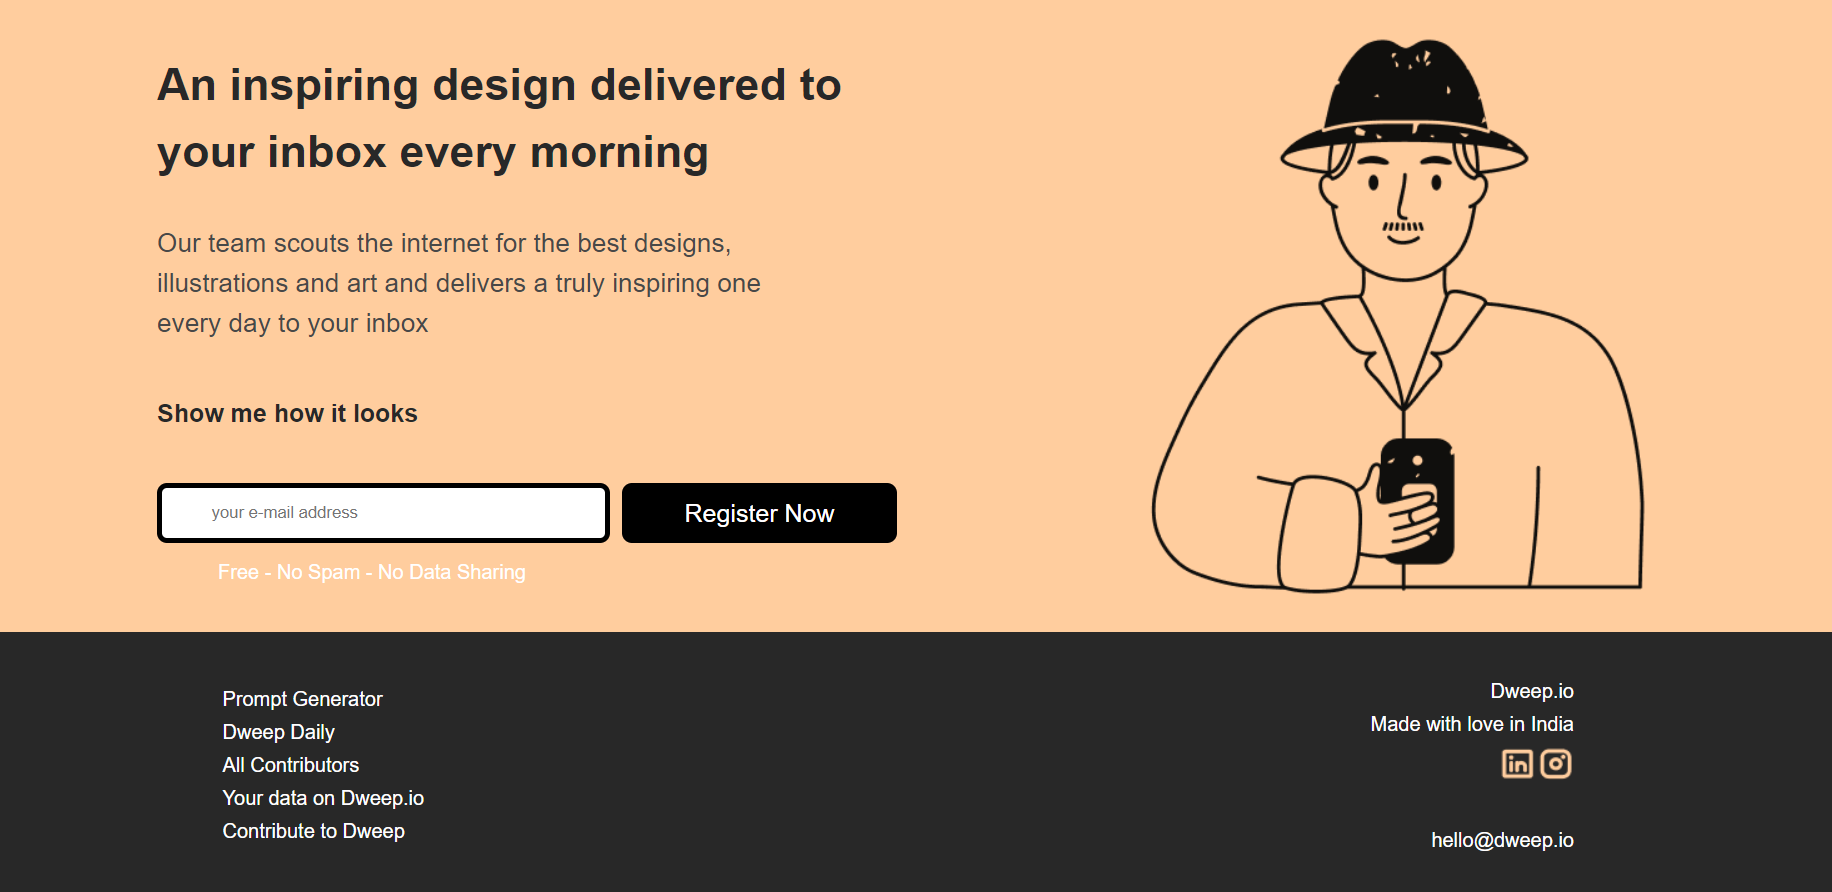 An inspiring design delivered to
your inbox every morning
Our team scouts the internet for the best designs,
illustrations and art and delivers a truly inspiring one
every day to your inbox
Show me how it looks
your e-mail address
Register Now
Free - No Spam - No Data Sharing
Prompt Generator
Dweep Daily
All Contributors
Your data on Dweep.io
Contribute to Dweep
Dweep.io
Made with love in India
in
hello@dweep.io